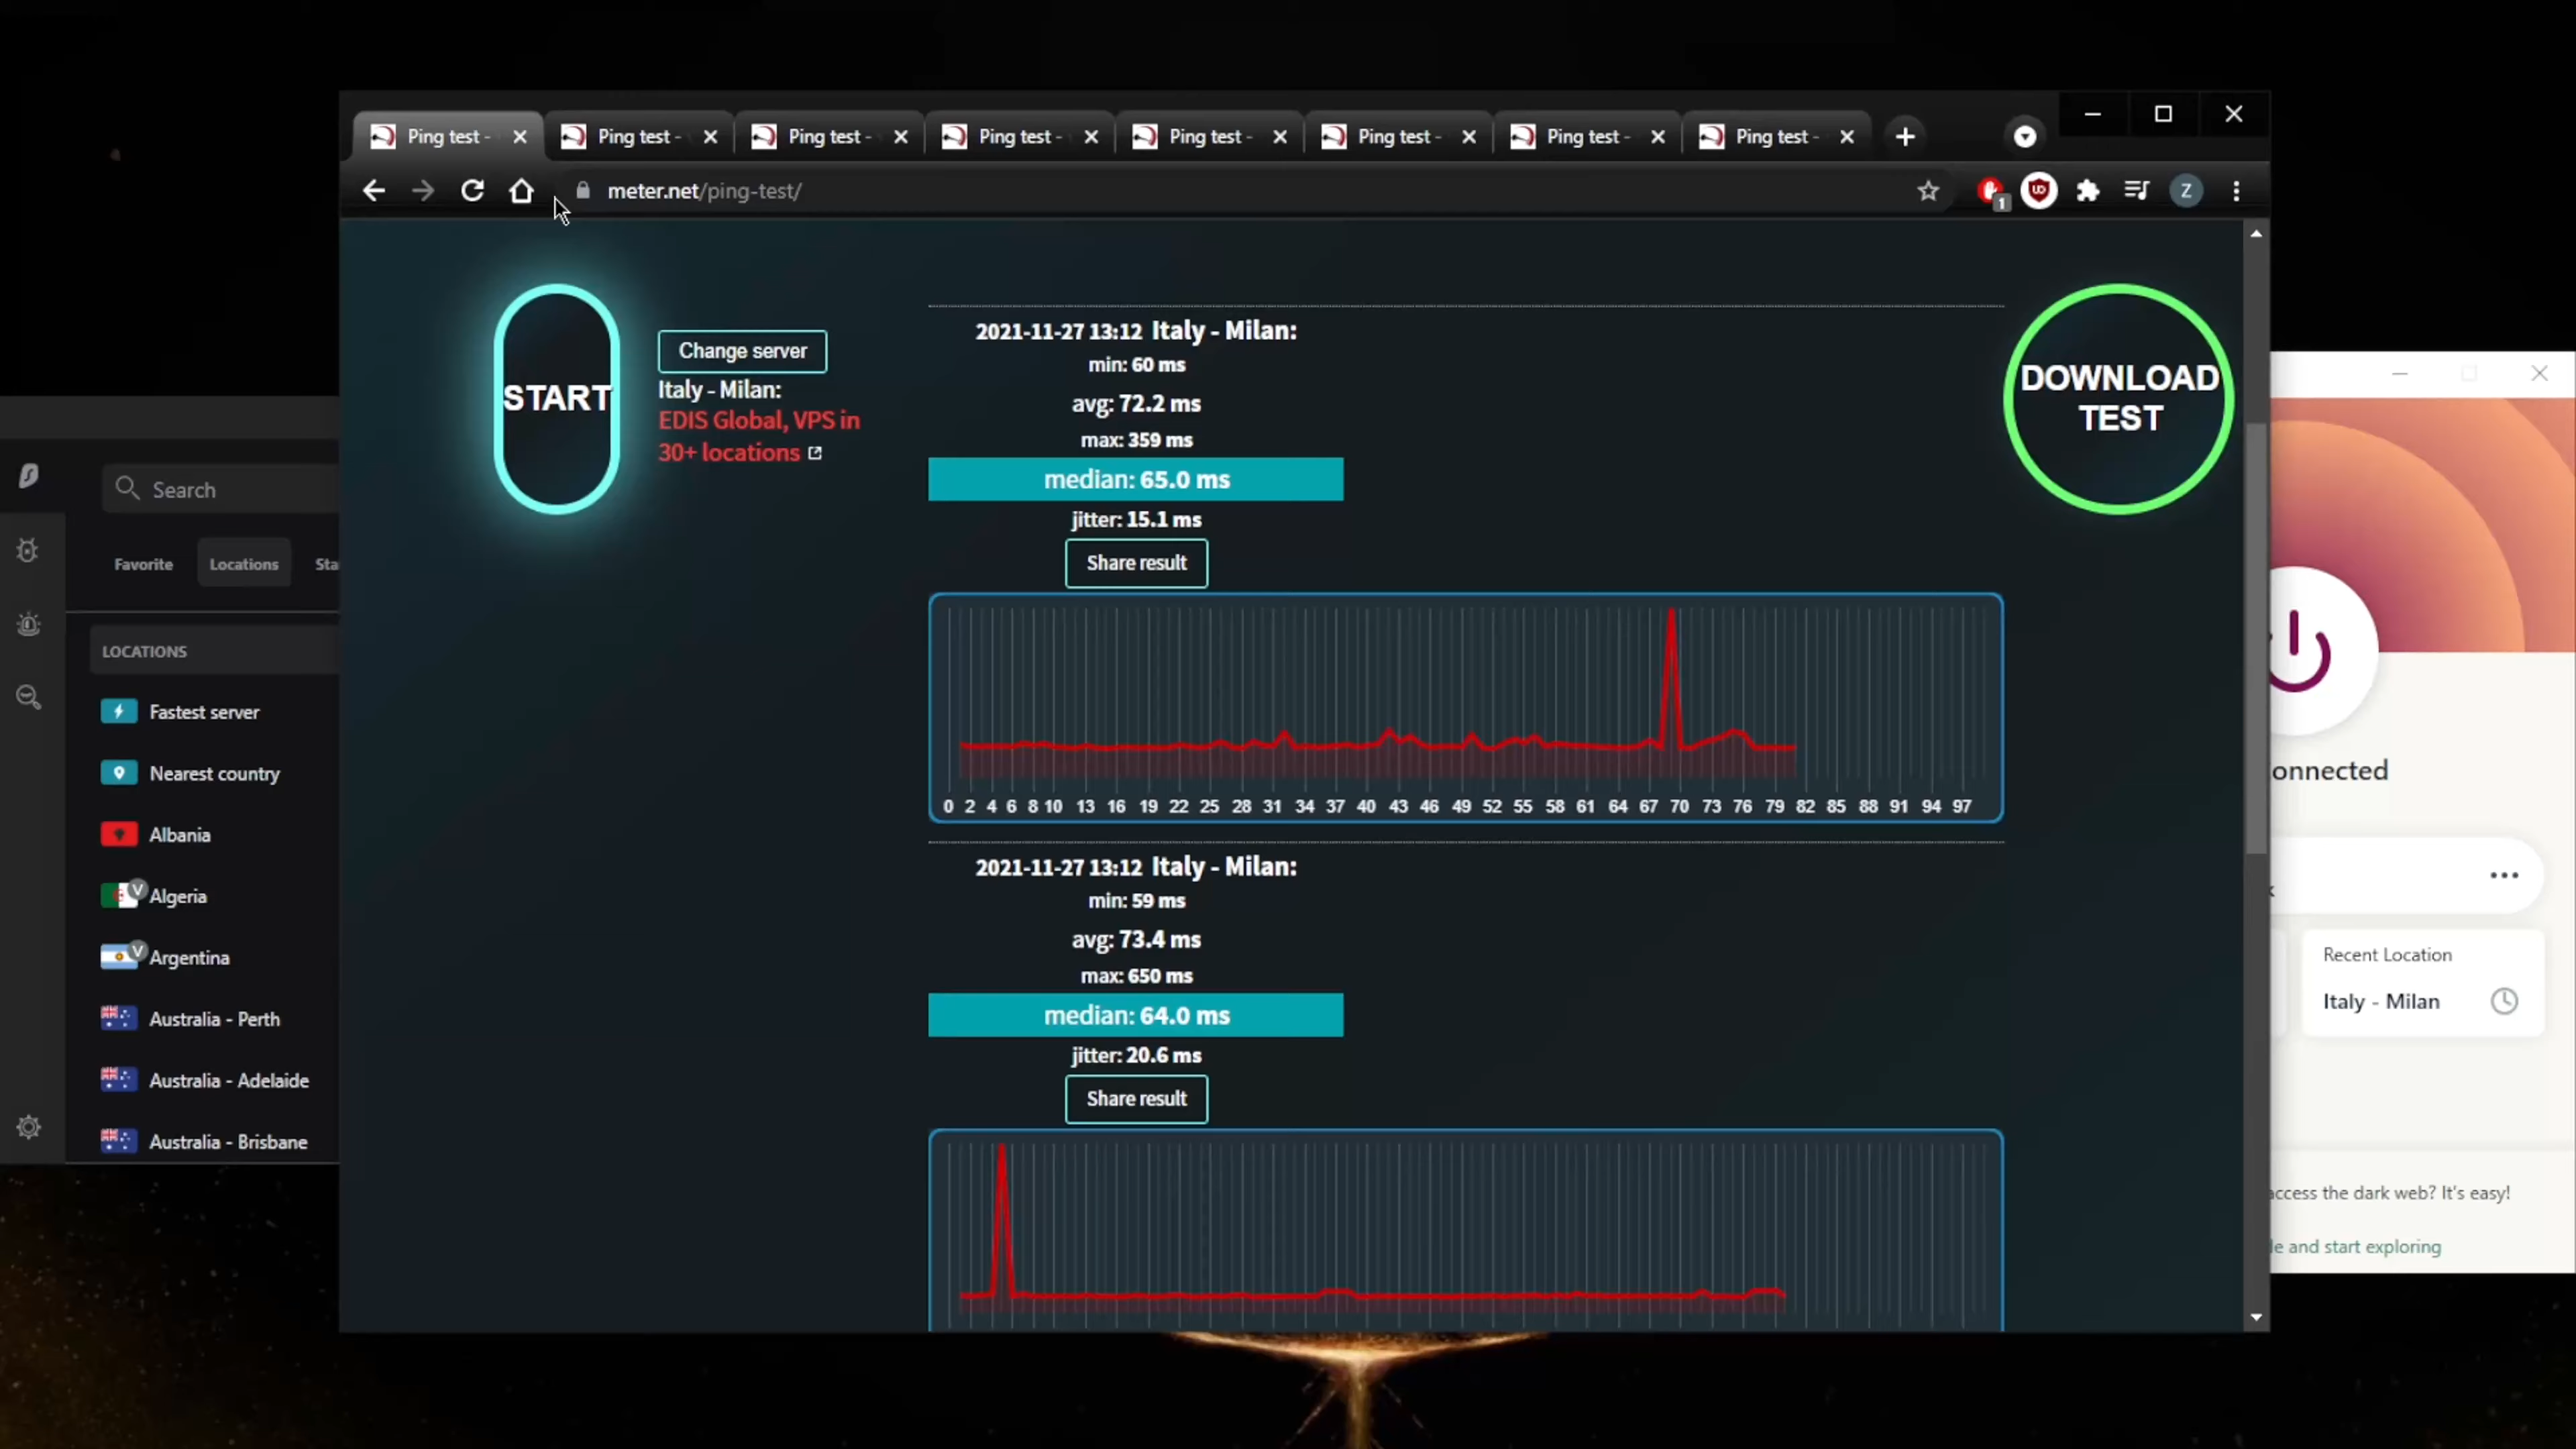 Ping test -
Ping test -
Ping test -
Ping test -
Ping test -
Ping test -
Ping test -
Ping test -
meter.net/ping-test/
1
Z
START
Change server
Italy - Milan:
EDIS Global, VPS in
30+ locations
DOWNLOAD
TEST
2021-11-27 13:12 Italy - Milan:
min: 60 ms
avg: 72.2 ms
max: 359 ms
median: 65.0 ms
jitter: 15.1 ms
Share result
0 2 4 6 8 10 13 16 19 22 25 28 31 34 37 40 43 46 49 52 55 58 61 64 67 70 73 76 79 82 85 88 91 94 97
2021-11-27 13:12 Italy - Milan:
min: 59 ms
avg: 73.4 ms
max: 650 ms
median: 64.0 ms
jitter: 20.6 ms
Share result
Search
Favorite
Locations
Sta
LOCATIONS
Fastest server
Nearest country
Albania
V
Algeria
V
Argentina
Australia - Perth
Australia - Adelaide
Australia - Brisbane
onnected
Recent Location
Italy - Milan
access the dark web? It's easy!
and start exploring